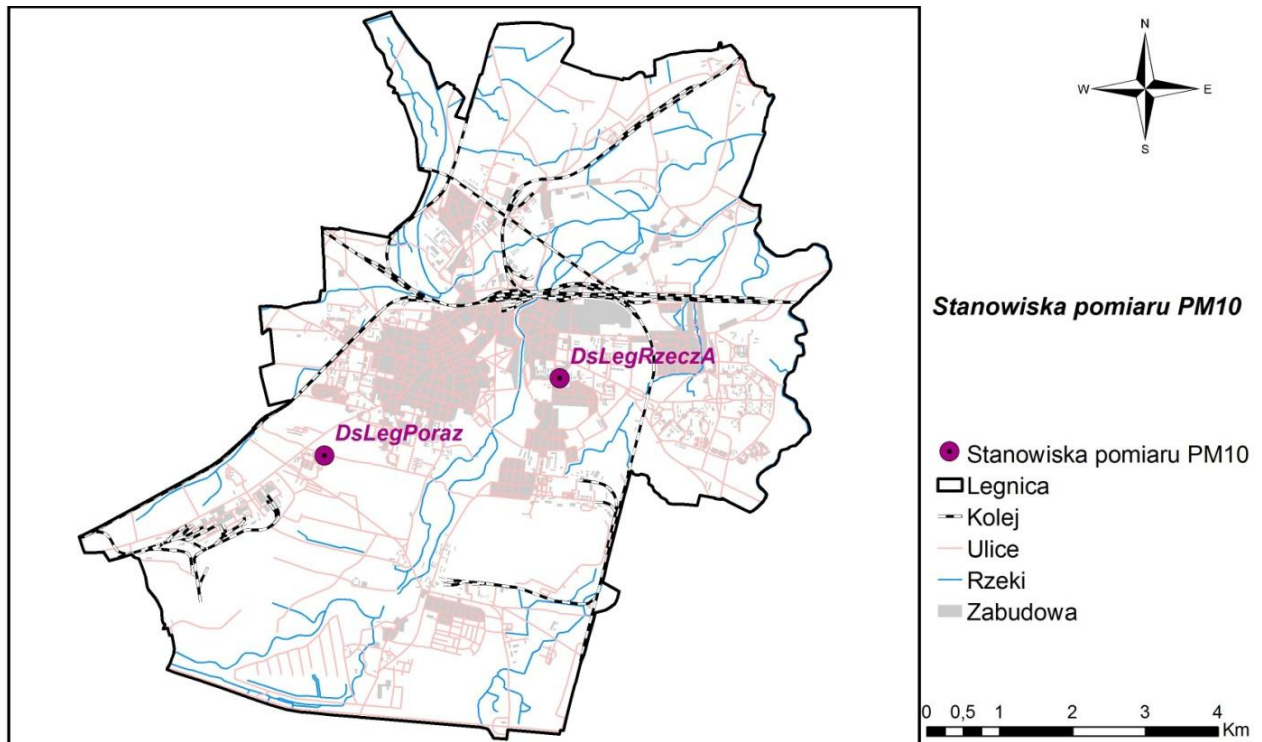 DsLegRzeczA
DsLegPoraz
N
W E
S
Stanowiska pomiaru PM10
Stanowiska pomiaru PM10
Legnica
Kolej
Ulice
Rzeki
Zabudowa
0 0,5 1 2 3 4
Km